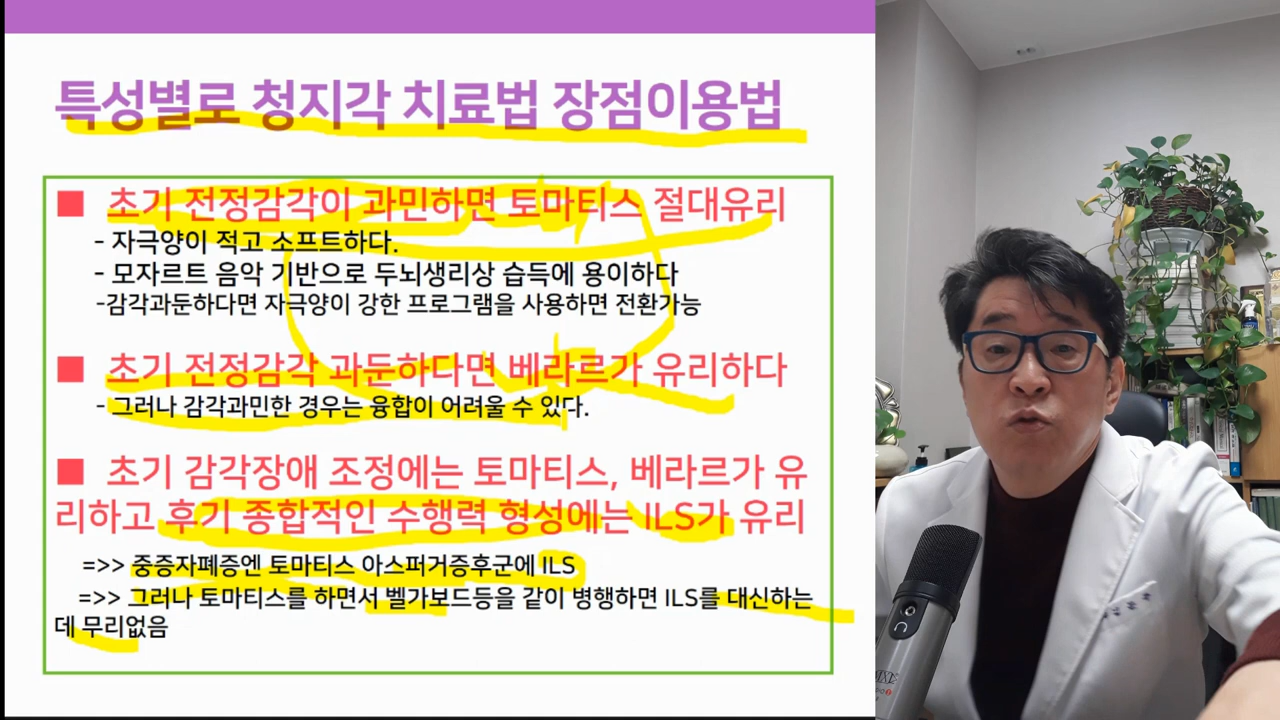 특성별로 청지각 치료법 장점이용법
■ 초기 전정감각이 과민하면 토마티스 절대유리
- 자극양이 적고 소프트하다.
- 모자르트 음악 기반으로 두뇌생리상 습득에 용이하다
-감각과둔하다면 자극양이 강한 프로그램을 사용하면 전환가능
■ 초기 전정감각 과둔하다면 베라르가 유리하다
- 그러나 감각과민한 경우는 융합이 어려울 수 있다.
■ 초기 감각장애 조정에는 토마티스, 베라르가 유
리하고 후기 종합적인 수행력 형성에는 ILS가 유리
=>> 중증자폐증엔 토마티스 아스퍼거증후군에 ILS
=>> 그러나 토마티스를 하면서 벨가보드등을 같이 병행하면 ILS를 대신하는
데 무리없음